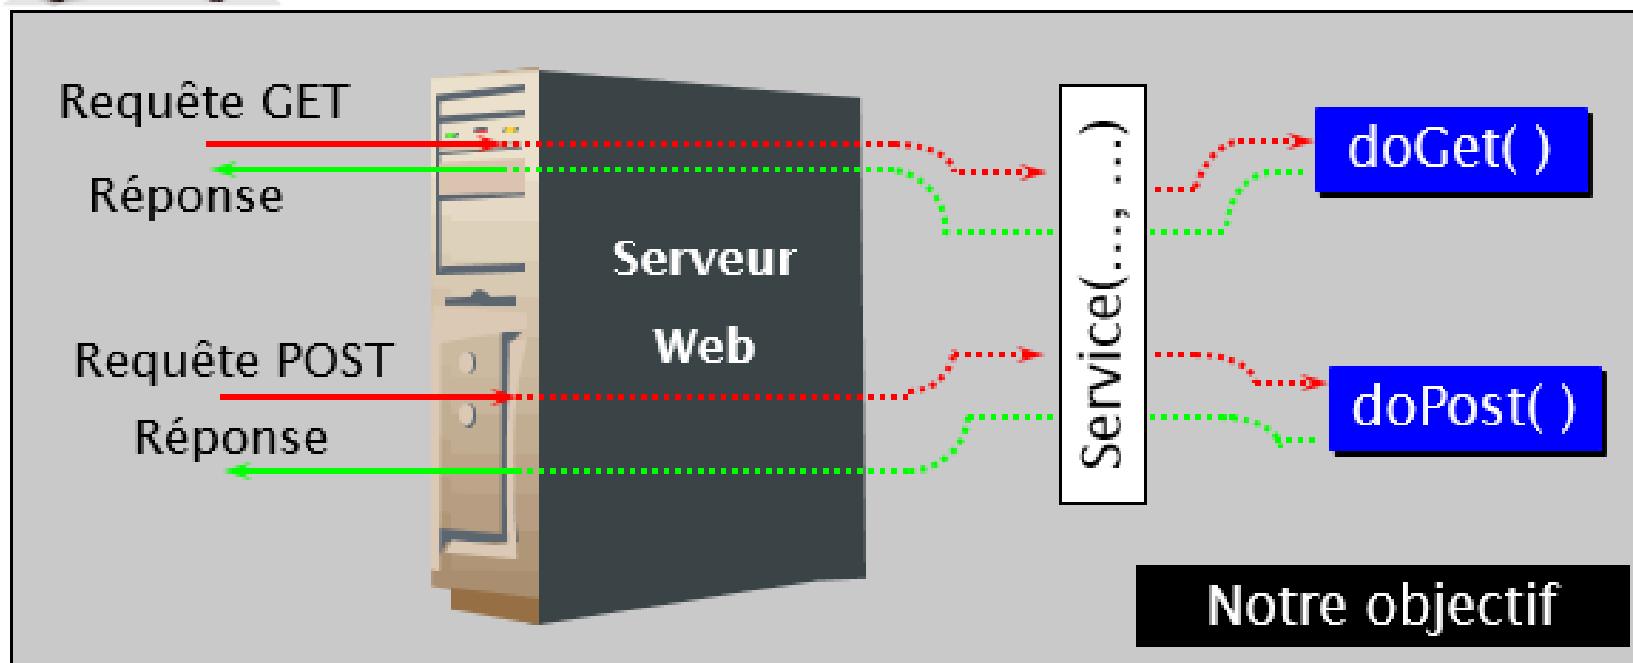 Requête GET
Réponse
Serveur
Web
Requête POST
Réponse
Service(..., ...)
doGet( )
doPost( )
Notre objectif